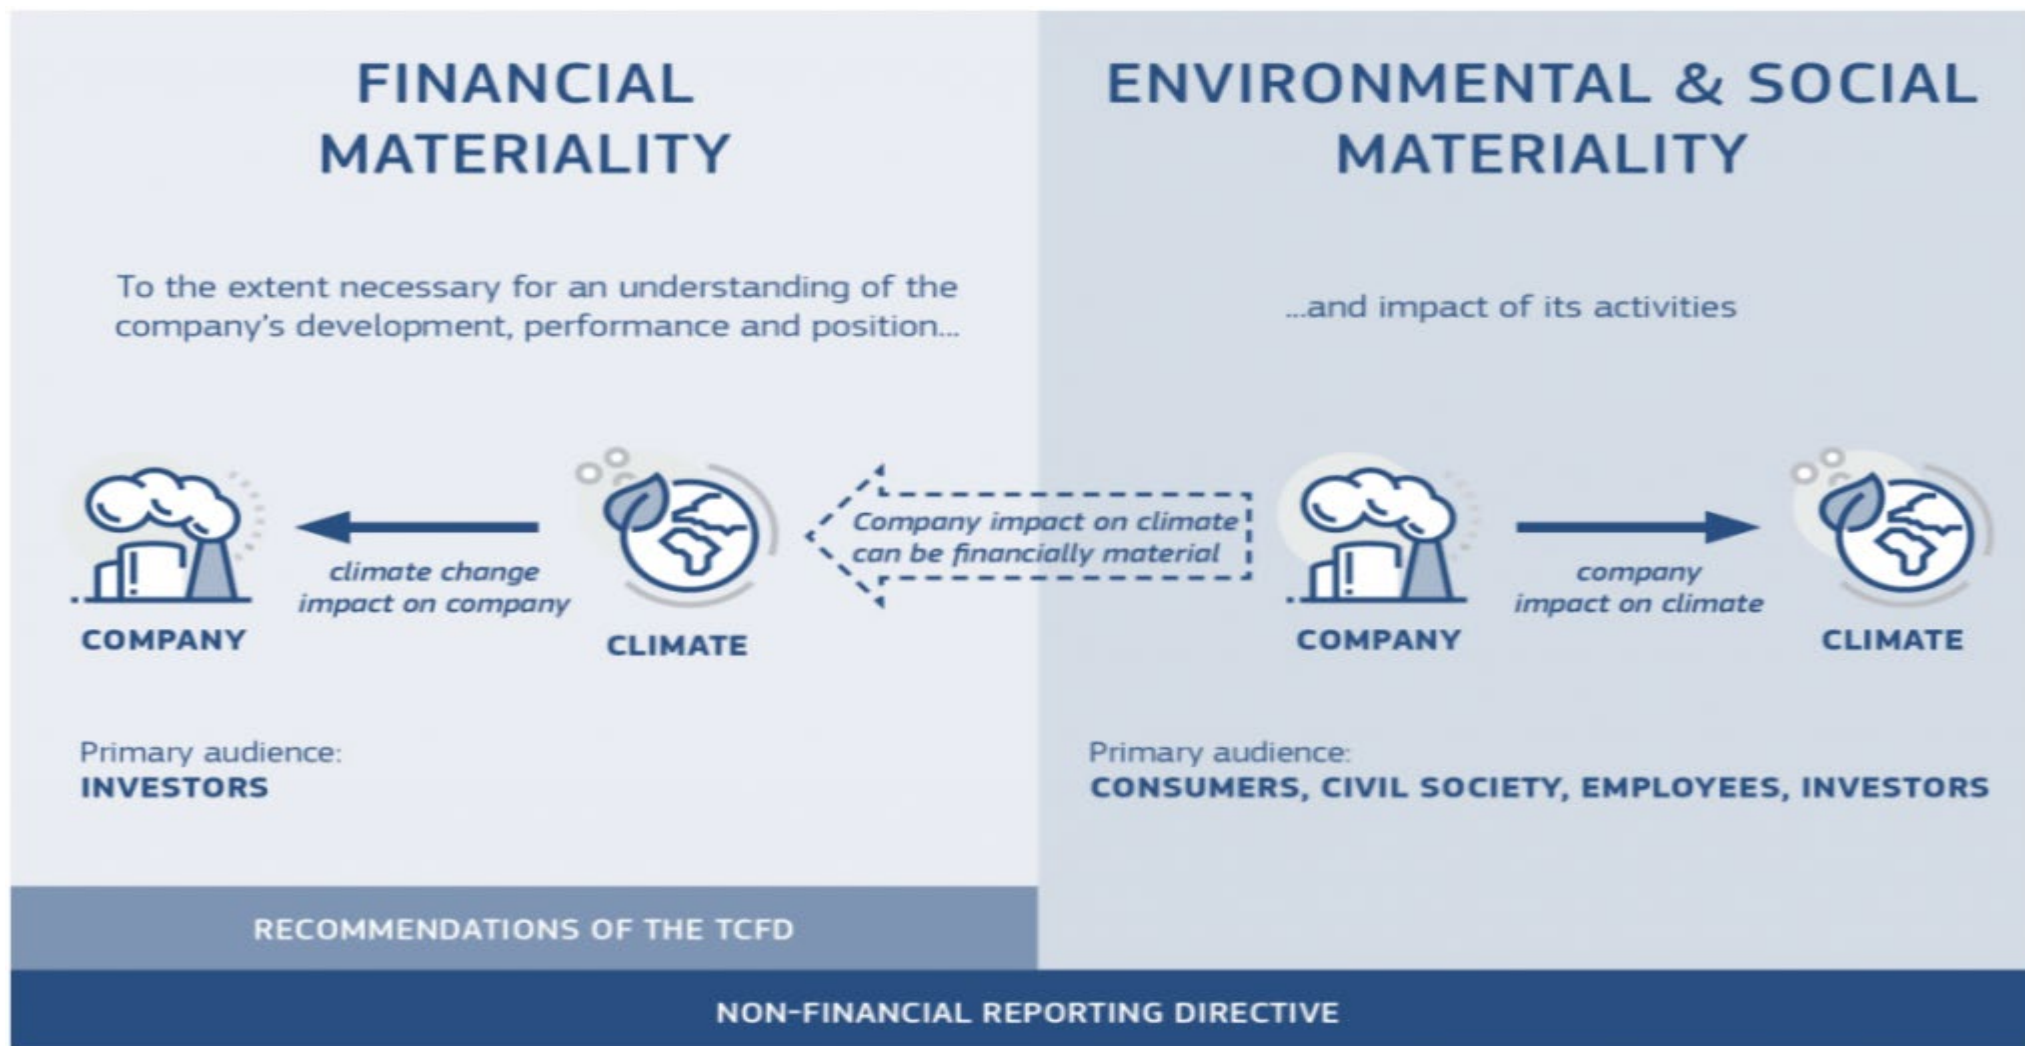 FINANCIAL
MATERIALITY
To the extent necessary for an understanding of the
company's development, performance and position...
climate change
impact on company
COMPANY
CLIMATE
Company impact on climate
can be financially material
Primary audience:
INVESTORS
RECOMMENDATIONS OF THE TCFD
ENVIRONMENTAL & SOCIAL
MATERIALITY
...and impact of its activities
company
impact on climate
COMPANY
CLIMATE
Primary audience:
CONSUMERS, CIVIL SOCIETY, EMPLOYEES, INVESTORS
NON-FINANCIAL REPORTING DIRECTIVE